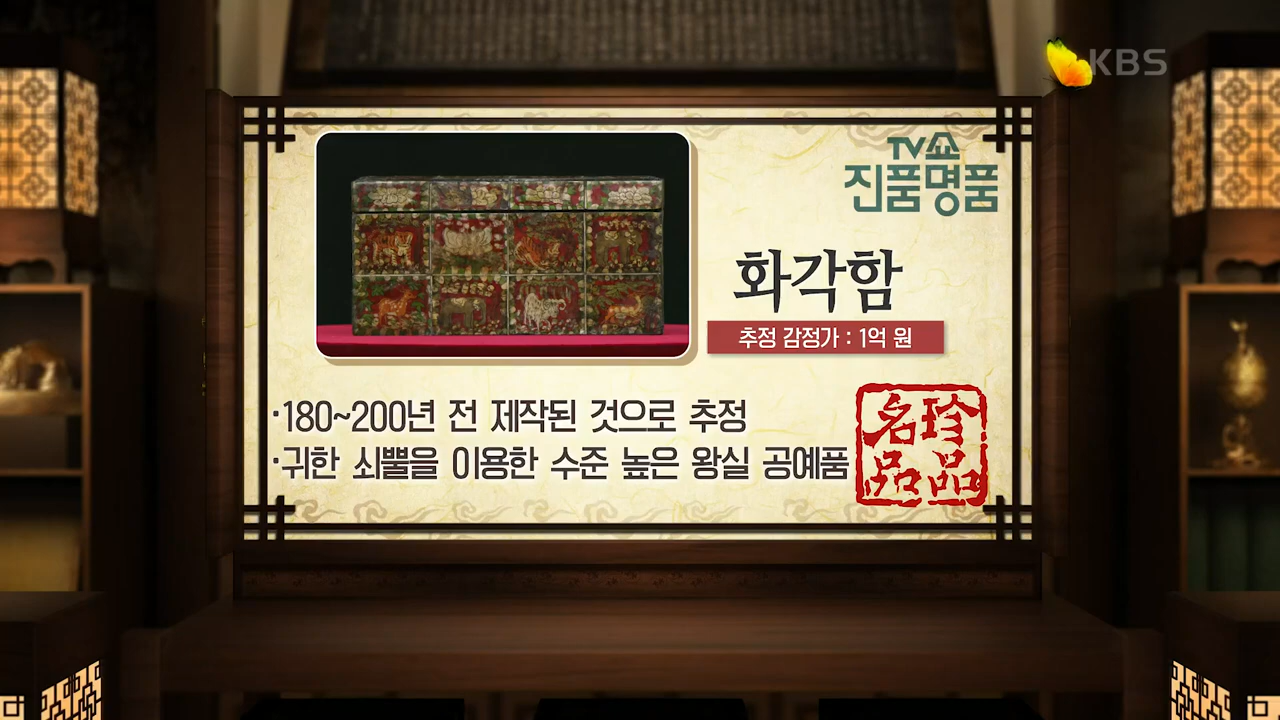 KBS
TV쇼
진품명품
화각함
추정 감정가 : 1억 원
·180~200년 전 제작된 것으로 추정
·귀한 쇠뿔을 이용한 수준 높은 왕실 공예품
珍品
名品